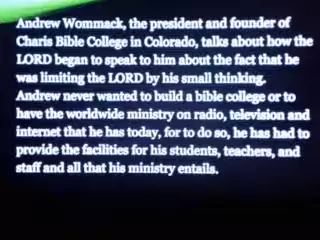 Andrew Wommack, the president and founder of
Charis Bible College in Colorado, talks about how the
LORD began to speak to him about the fact that he
was limiting the LORD by his small thinking.
Andrew never wanted to build a bible college or to
have the worldwide ministry on radio, television and
internet that he has today, for to do so, he has had to
provide the facilities for his students, teachers, and
staff and all that his ministry entails.